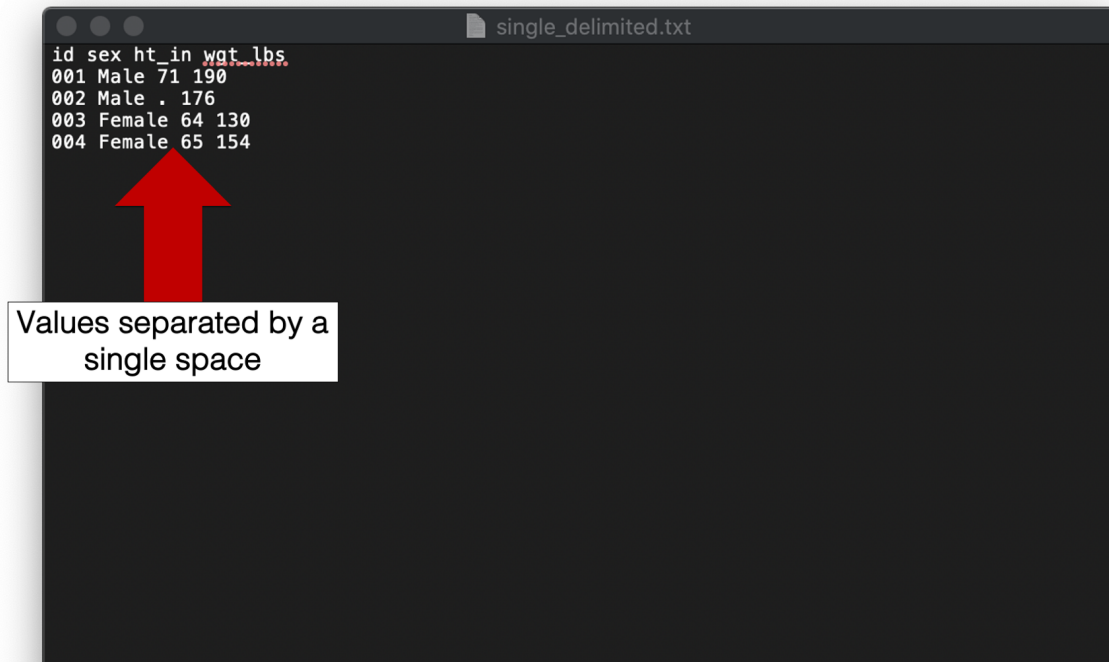 single_delimited.txt
id sex ht_in wgt_lbs
001 Male 71 190
002 Male . 176
003 Female 64 130
004 Female 65 154
Values separated by a
single space